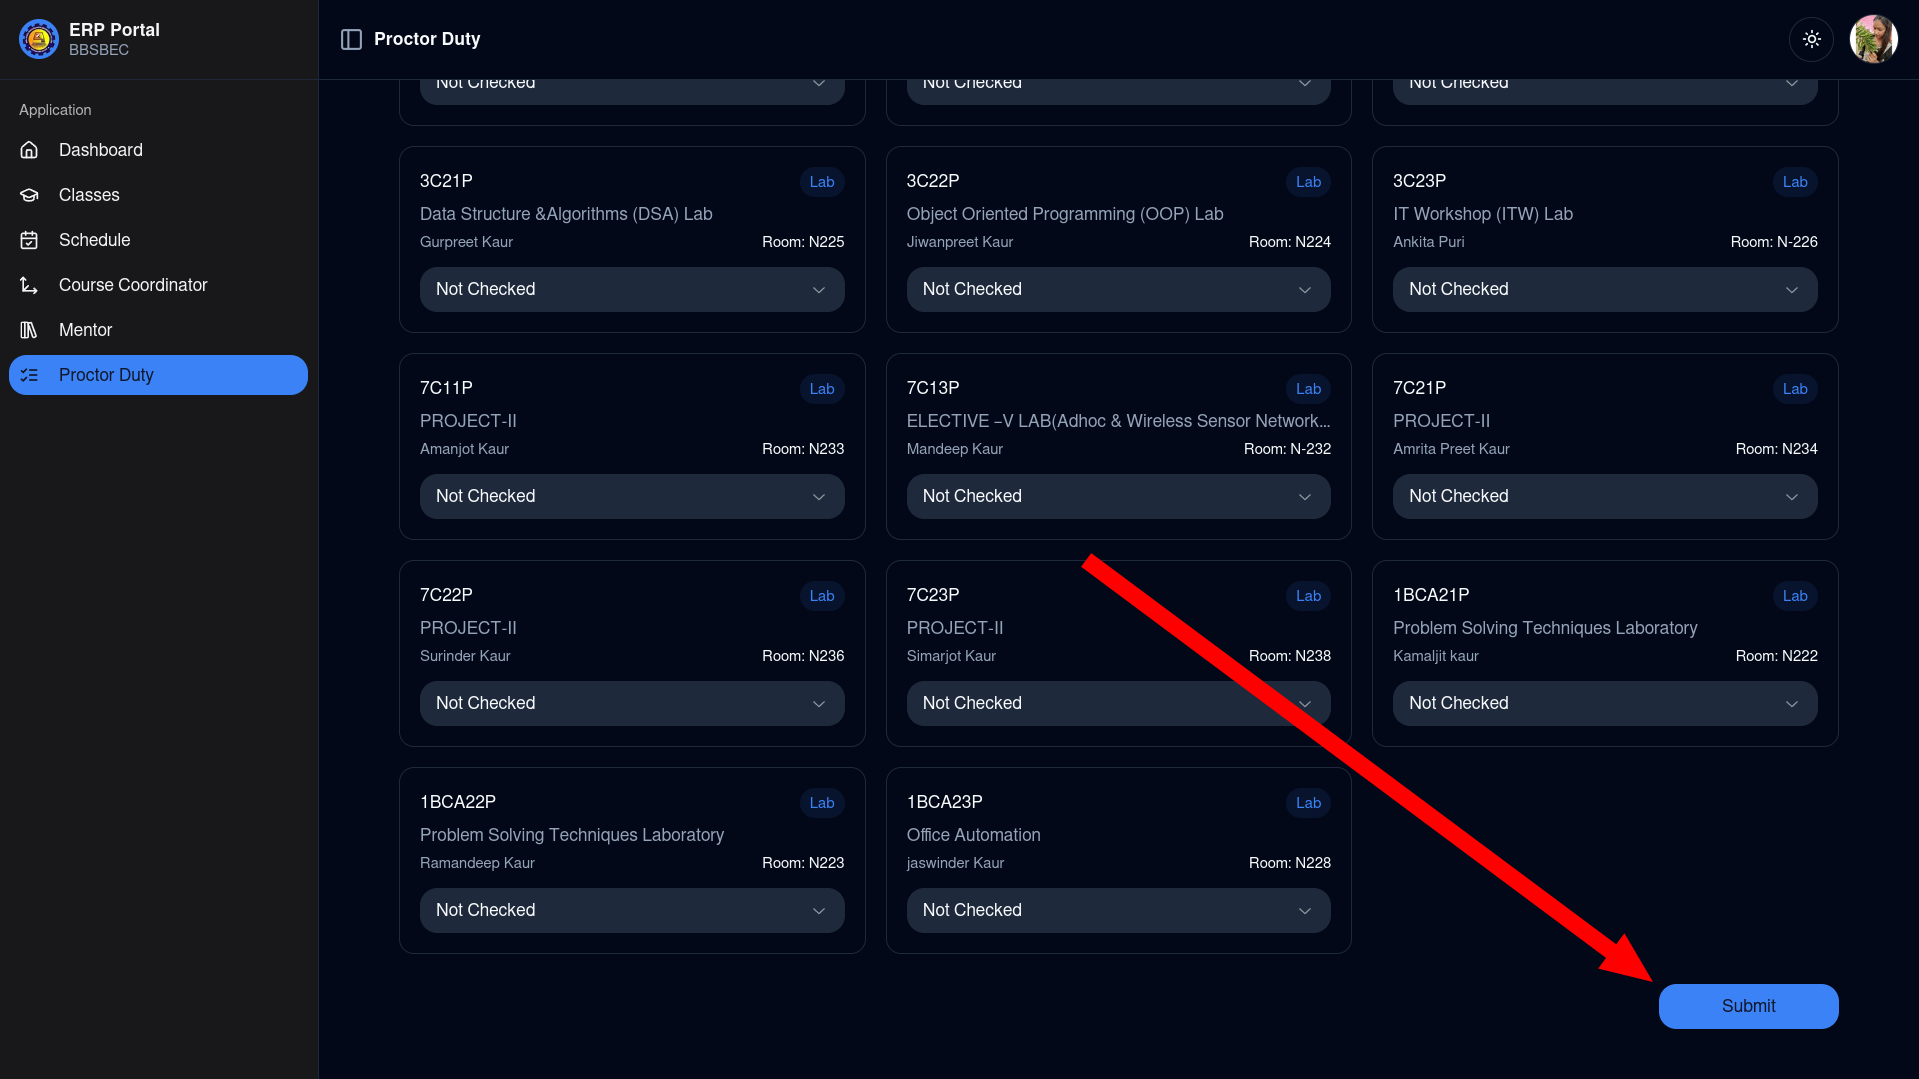 ERP Portal
BBSBEC
Proctor Duty
Application
Dashboard
Classes
Schedule
Course Coordinator
Mentor
Proctor Duty
Not Checked
Not Checked
Not Checked
3C21P
Lab
Data Structure &Algorithms (DSA) Lab
Gurpreet Kaur
Room: N225
Not Checked
3C22P
Lab
Object Oriented Programming (OOP) Lab
Jiwanpreet Kaur
Room: N224
Not Checked
3C23P
Lab
IT Workshop (ITW) Lab
Ankita Puri
Room: N-226
Not Checked
7C11P
Lab
PROJECT-II
Amanjot Kaur
Room: N233
Not Checked
7C13P
Lab
ELECTIVE –V LAB(Adhoc & Wireless Sensor Network...
Mandeep Kaur
Room: N-232
Not Checked
7C21P
Lab
PROJECT-II
Amrita Preet Kaur
Room: N234
Not Checked
7C22P
Lab
PROJECT-II
Surinder Kaur
Room: N236
Not Checked
7C23P
Lab
PROJECT-II
Simarjot Kaur
Room: N238
Not Checked
1BCA21P
Lab
Problem Solving Techniques Laboratory
Kamaljit kaur
Room: N222
Not Checked
1BCA22P
Lab
Problem Solving Techniques Laboratory
Ramandeep Kaur
Room: N223
Not Checked
1BCA23P
Lab
Office Automation
jaswinder Kaur
Room: N228
Not Checked
Submit